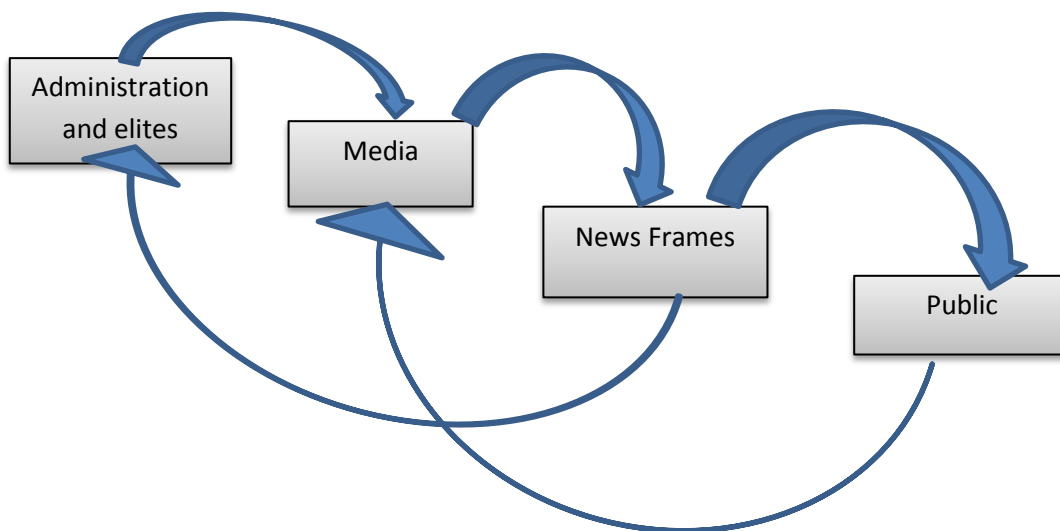 Administration
and elites
Media
News Frames
Public